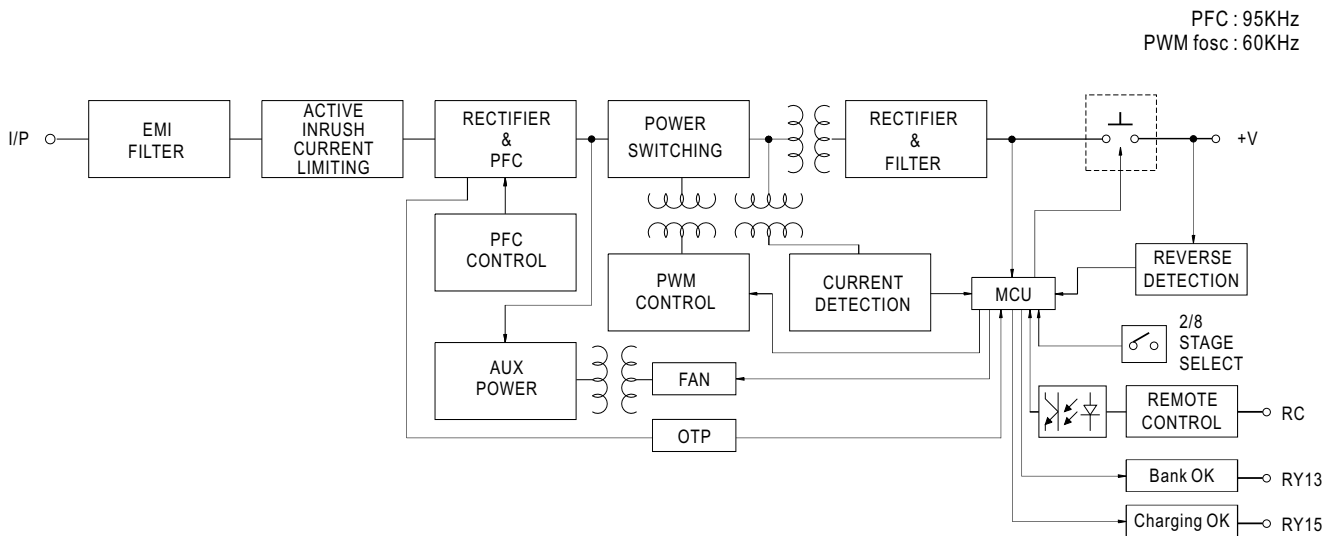 PFC : 95KHz
PWM fosc : 60KHz
I/P
EMI
FILTER
ACTIVE
INRUSH
CURRENT
LIMITING
RECTIFIER
&
PFC
POWER
SWITCHING
RECTIFIER
&
FILTER
+V
PFC
CONTROL
PWM
CONTROL
CURRENT
DETECTION
MCU
REVERSE
DETECTION
2/8
STAGE
SELECT
AUX
POWER
FAN
REMOTE
CONTROL
RC
OTP
Bank OK
RY13
Charging OK
RY15